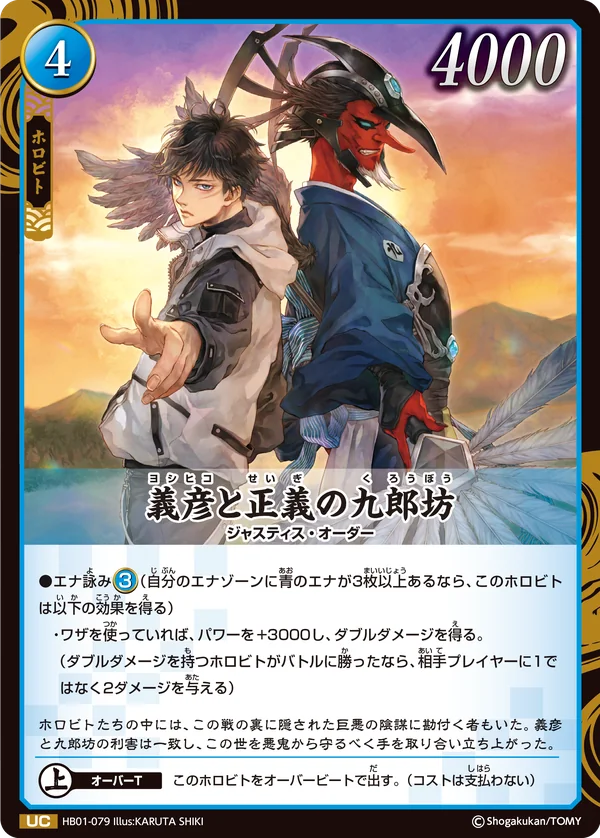 4
4000
ホロビト
北
ヨシヒコ せいぎ くろうぼう
義彦と正義の九郎坊
ジャスティス・オーダー
●エナ詠み3(自分のエナゾーンに青のエナが3枚以上あるなら、このホロビト
は以下の効果を得る)
・ワザを使っていれば、パワーを+3000し、ダブルダメージを得る。
(ダブルダメージを持つホロビトがバトルに勝ったなら、相手プレイヤーに1で
はなく2ダメージを与える)
ホロビトたちの中には、この戦の裏に隠された巨悪の陰謀に勘付く者もいた。義彦
と九郎坊の利害は一致し、この世を悪鬼から守るべく手を取り合い立ち上がった。
上 オーバーT このホロビトをオーバービートで出す。(コストは支払わない)
UC HB01-079 Illus:KARUTA SHIKI ©Shogakukan/TOMY